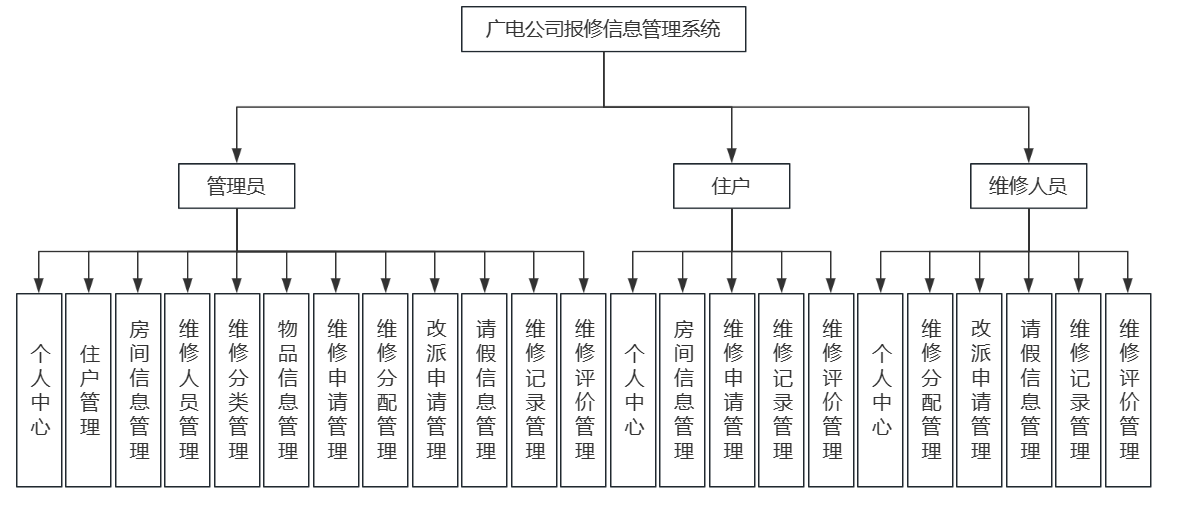 广电公司报修信息管理系统
管理员
住户
维修人员
个人中心
住户管理
房间信息管理
维修人员管理
维修分类管理
物品信息管理
维修申请管理
维修分配管理
改派申请管理
请假信息管理
维修记录管理
维修评价管理
个人中心
房间信息管理
维修申请管理
维修记录管理
维修评价管理
个人中心
维修分配管理
改派申请管理
请假信息管理
维修记录管理
维修评价管理